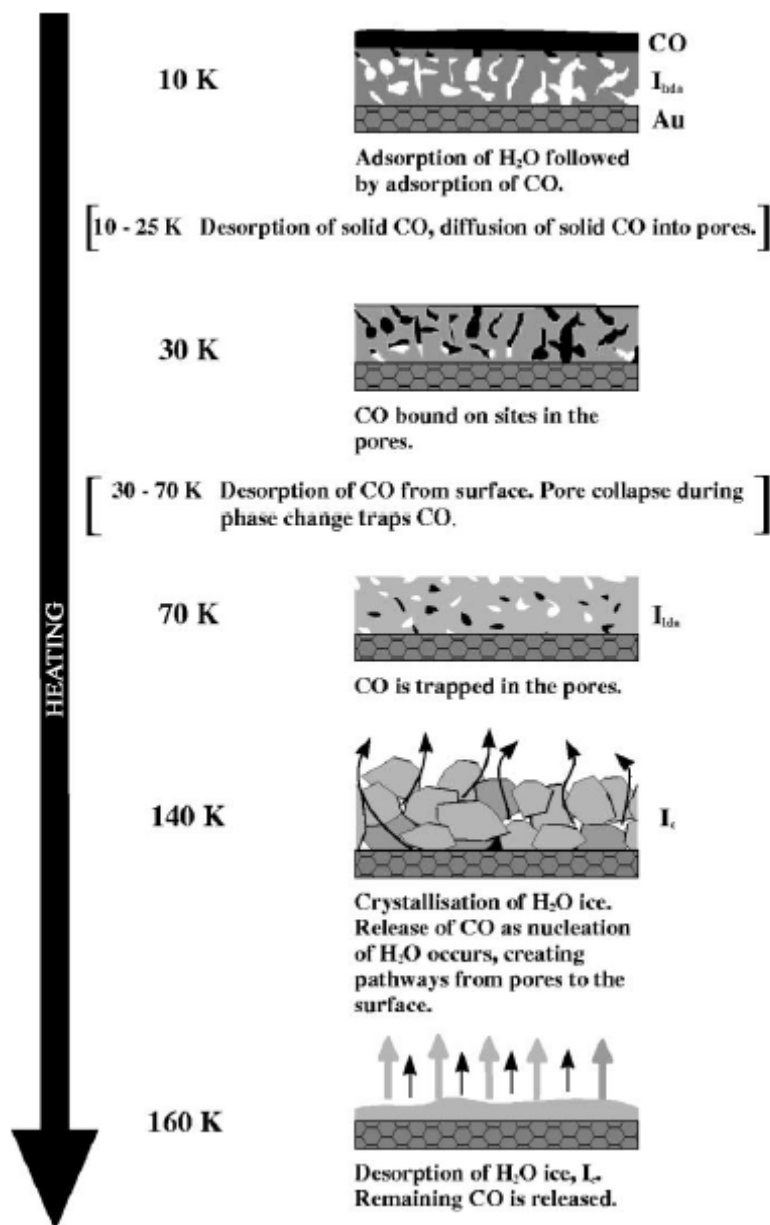 CO
10 K
I_hda
Au
Adsorption of H₂O followed
by adsorption of CO.
[10 - 25 K Desorption of solid CO, diffusion of solid CO into pores.]
30 K
CO bound on sites in the
pores.
[30 - 70 K Desorption of CO from surface. Pore collapse during
phase change traps CO.]
70 K
I_lda
CO is trapped in the pores.
HEATING
140 K
I_c
Crystallisation of H₂O ice.
Release of CO as nucleation
of H₂O occurs, creating
pathways from pores to the
surface.
160 K
Desorption of H₂O ice, I_c.
Remaining CO is released.